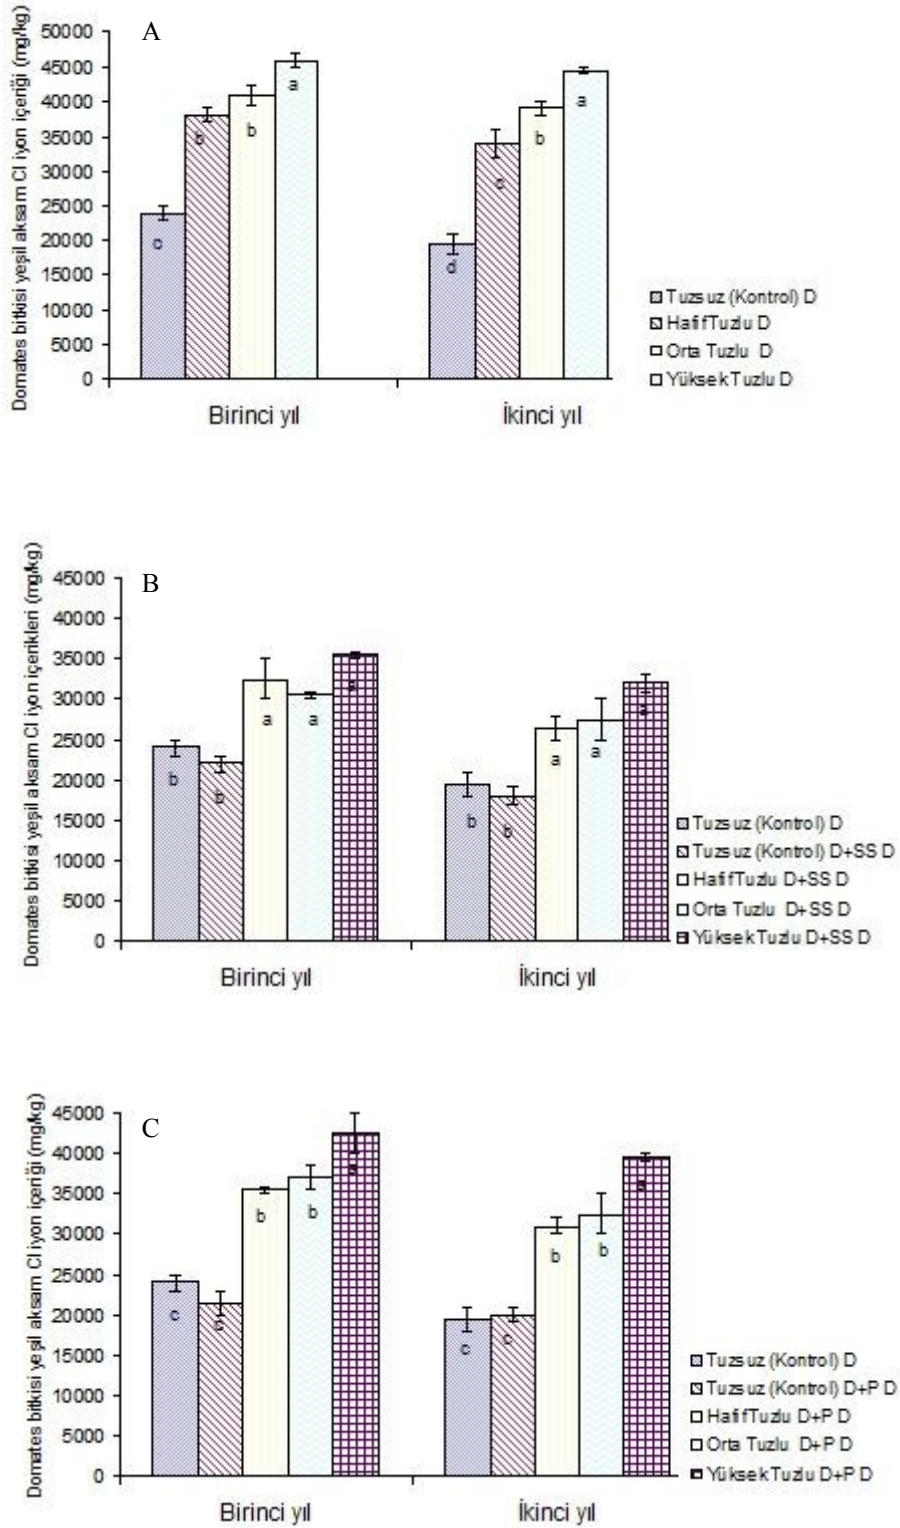 A
Domates bitkisi yeşil aksam Cl iyon içeriği (mg/kg)
50000
45000
40000
35000
30000
25000
20000
15000
10000
5000
0
c
b
b
a
d
c
b
a
Birinci yıl
İkinci yıl
Tuzsuz (Kontrol) D
Hafif Tuzlu D
Orta Tuzlu D
Yüksek Tuzlu D
B
Domates bitkisi yeşil aksam Cl iyon içerikleri (mg/kg)
45000
40000
35000
30000
25000
20000
15000
10000
5000
0
b
b
a
a
a
b
b
a
a
a
Birinci yıl
İkinci yıl
Tuzsuz (Kontrol) D
Tuzsuz (Kontrol) D+SS D
Hafif Tuzlu D+SS D
Orta Tuzlu D+SS D
Yüksek Tuzlu D+SS D
C
Domates bitkisi yeşil aksam Cl iyon içeriği (mg/kg)
45000
40000
35000
30000
25000
20000
15000
10000
5000
0
c
c
b
b
a
c
c
b
b
a
Birinci yıl
İkinci yıl
Tuzsuz (Kontrol) D
Tuzsuz (Kontrol) D+P D
Hafif Tuzlu D+P D
Orta Tuzlu D+P D
Yüksek Tuzlu D+P D